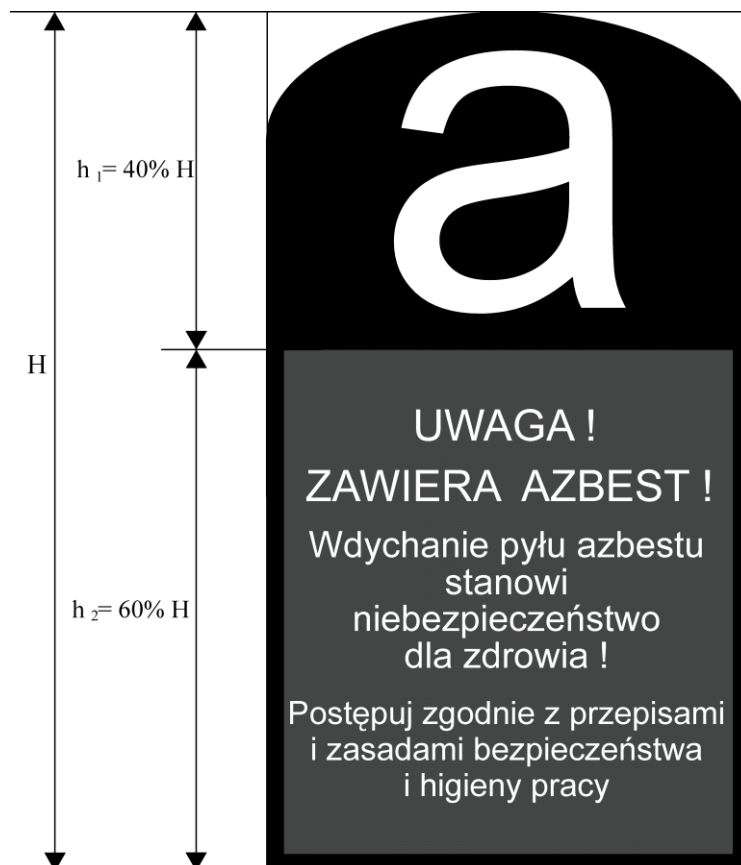 a
h 1= 40% H
H
h 2= 60% H
UWAGA !
ZAWIERA AZBEST !
Wdychanie pyłu azbestu
stanowi
niebezpieczeństwo
dla zdrowia !
Postępuj zgodnie z przepisami
i zasadami bezpieczeństwa
i higieny pracy